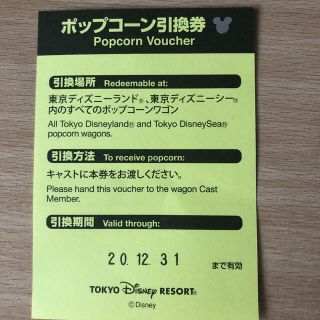 ポップコーン引換券
Popcorn Voucher
引換場所 Redeemable at:
東京ディズニーランド®、東京ディズニーシー®
内のすべてのポップコーンワゴン
All Tokyo Disneyland® and Tokyo DisneySea®
popcorn wagons.
引換方法 To receive popcorn:
キャストに本券をお渡しください。
Please hand this voucher to the wagon Cast
Member.
引換期間 Valid through:
20.12.31 まで有効
TOKYO Disney RESORT®
©Disney